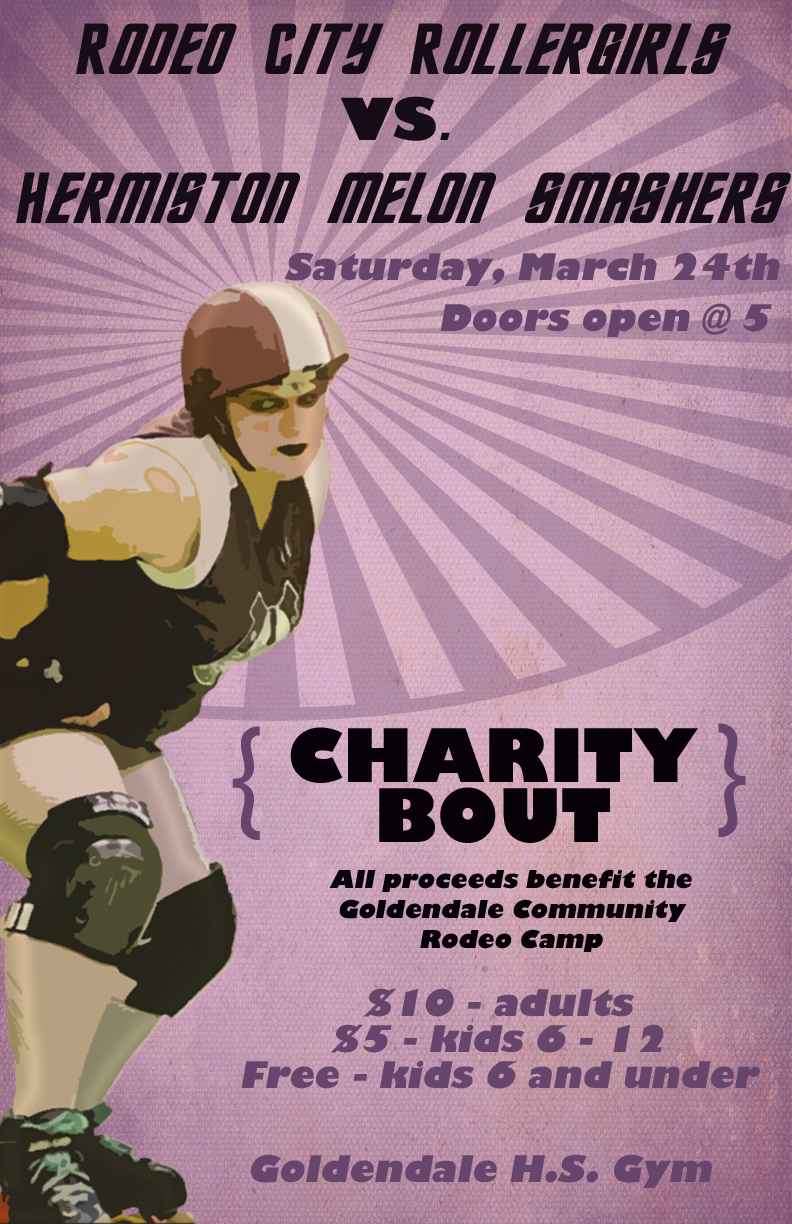 RODEO CITY ROLLERGIRLS
VS.
HERMISTON MELON SMASHERS
Saturday, March 24th
Doors open @ 5
{ CHARITY
BOUT }
All proceeds benefit the
Goldendale Community
Rodeo Camp
$10 - adults
$5 - kids 6 - 12
Free - kids 6 and under
Goldendale H.S. Gym